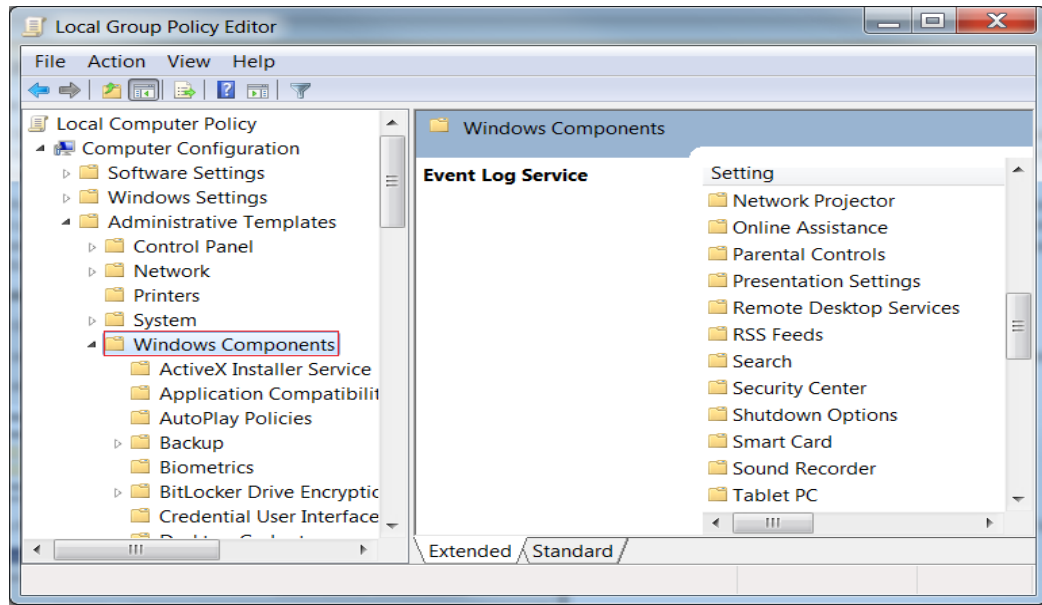 Local Group Policy Editor
File Action View Help
Local Computer Policy
Computer Configuration
Software Settings
Windows Settings
Administrative Templates
Control Panel
Network
Printers
System
Windows Components
ActiveX Installer Service
Application Compatibilit
AutoPlay Policies
Backup
Biometrics
BitLocker Drive Encryptic
Credential User Interface
Windows Components
Event Log Service
Setting
Network Projector
Online Assistance
Parental Controls
Presentation Settings
Remote Desktop Services
RSS Feeds
Search
Security Center
Shutdown Options
Smart Card
Sound Recorder
Tablet PC
Extended Standard